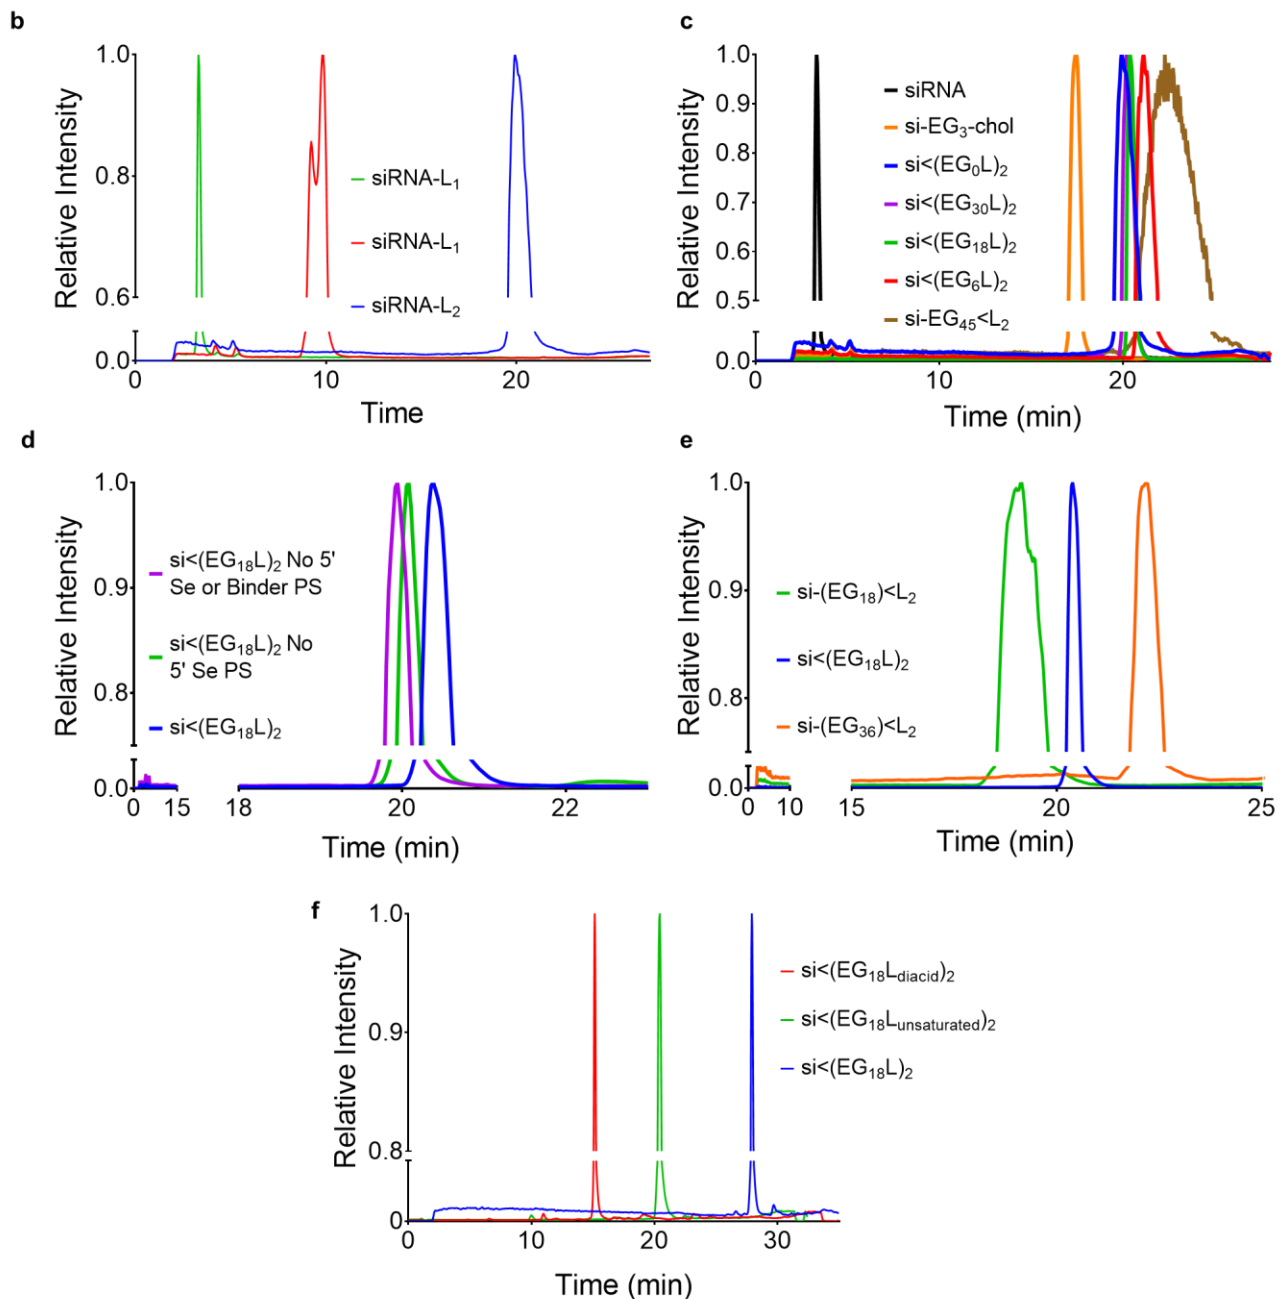 b
Relative Intensity
1.0
0.8
0.6
0.0
0
10
20
Time
siRNA-L₁
siRNA-L₁
siRNA-L₂
c
Relative Intensity
1.0
0.9
0.8
0.7
0.6
0.5
0.0
0
10
20
Time (min)
siRNA
si-EG₃-chol
si<(EG₀L)₂
si<(EG₃₀L)₂
si<(EG₁₈L)₂
si<(EG₆L)₂
si-EG₄₅<L₂
d
Relative Intensity
1.0
0.9
0.8
0.0
0
15
18
20
22
Time (min)
si<(EG₁₈L)₂ No 5'
Se or Binder PS
si<(EG₁₈L)₂ No
5' Se PS
si<(EG₁₈L)₂
e
Relative Intensity
1.0
0.9
0.8
0.0
0
10
15
20
25
Time (min)
si-(EG₁₈)<L₂
si<(EG₁₈L)₂
si-(EG₃₆)<L₂
f
Relative Intensity
1.0
0.9
0.8
0
0
10
20
30
Time (min)
si<(EG₁₈L_diacid)₂
si<(EG₁₈L_unsaturated)₂
si<(EG₁₈L)₂